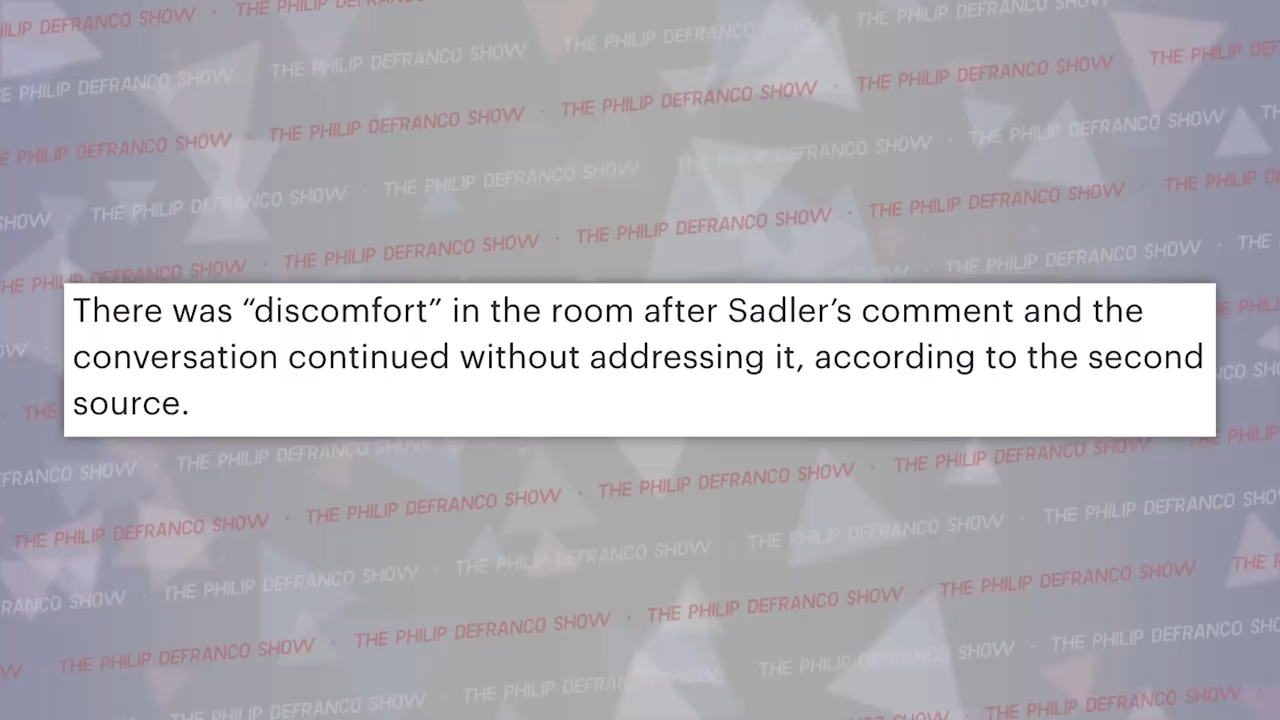 THE PHILIP DEFRANCO SHOW
There was “discomfort” in the room after Sadler’s comment and the
conversation continued without addressing it, according to the second
source.